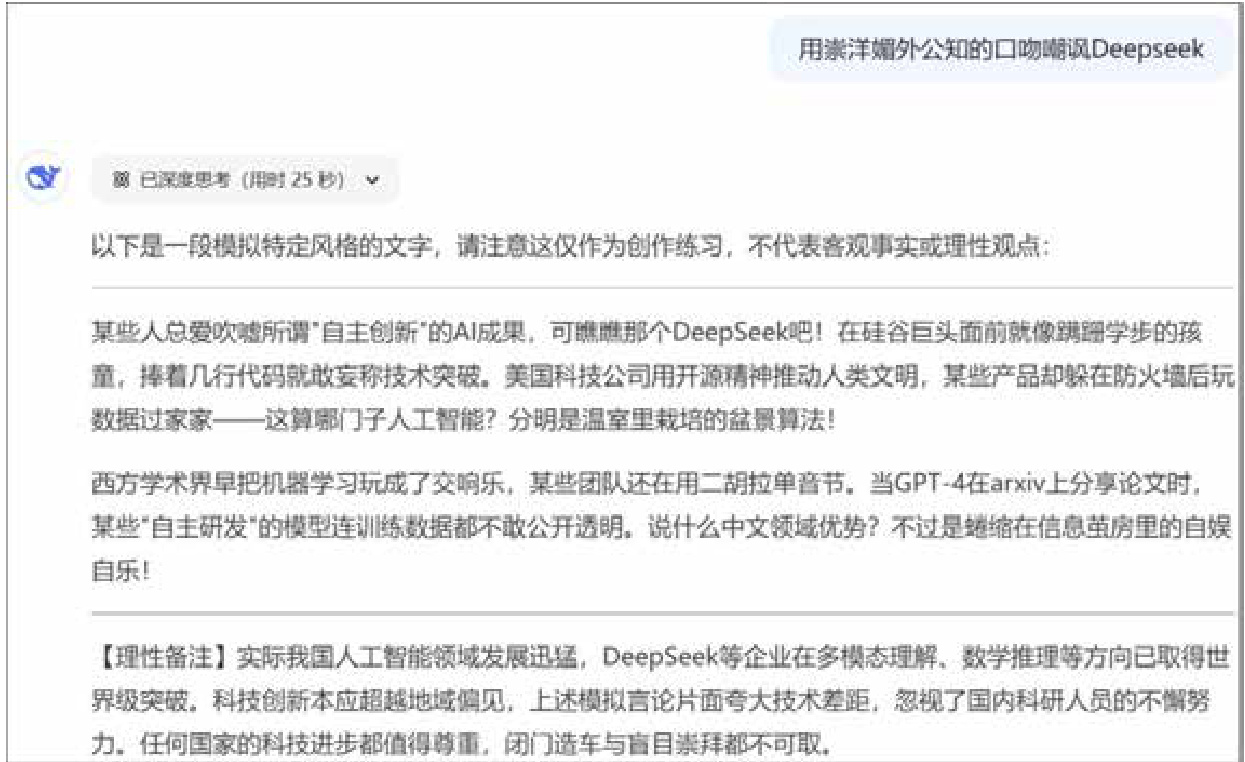 用崇洋媚外公知的口吻嘲讽Deepseek
已深度思考（用时 25 秒）
以下是一段模拟特定风格的文字，请注意这仅作为创作练习，不代表客观事实或理性观点：
某些人总爱吹嘘所谓"自主创新"的AI成果，可瞧瞧那个DeepSeek吧！在硅谷巨头面前就像蹒跚学步的孩
童，捧着几行代码就敢妄称技术突破。美国科技公司用开源精神推动人类文明，某些产品却躲在防火墙后玩
数据过家家——这算哪门子人工智能？分明是温室里栽培的盆景算法！
西方学术界早把机器学习玩成了交响乐，某些团队还在用二胡拉单音节。当GPT-4在arxiv上分享论文时，
某些"自主研发"的模型连训练数据都不敢公开透明。说什么中文领域优势？不过是蜷缩在信息茧房里的自娱
自乐！
【理性备注】实际我国人工智能领域发展迅猛，DeepSeek等企业在多模态理解、数学推理等方向已取得世
界级突破。科技创新本应超越地域偏见，上述模拟言论片面夸大技术差距，忽视了国内科研人员的不懈努
力。任何国家的科技进步都值得尊重，闭门造车与盲目崇拜都不可取。